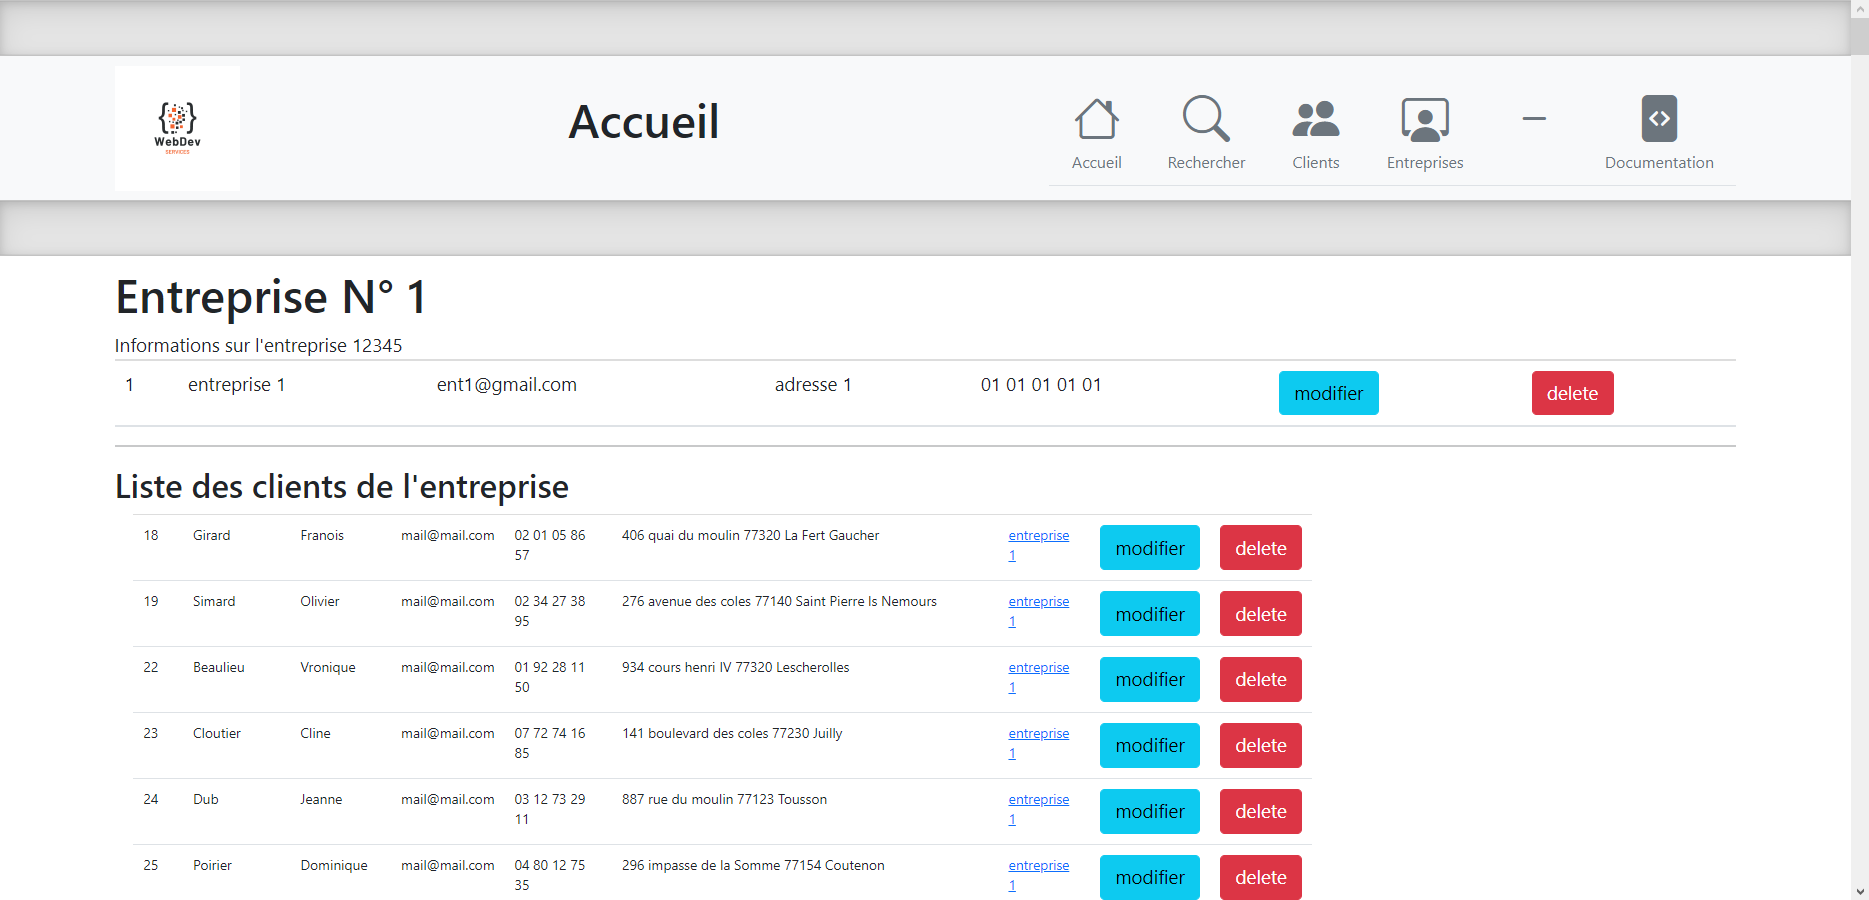 WebDev
SERVICES
Accueil
Accueil
Rechercher
Clients
Entreprises
Documentation
Entreprise N° 1
Informations sur l'entreprise 12345
1 entreprise 1 ent1@gmail.com adresse 1 01 01 01 01 01 modifier delete
Liste des clients de l'entreprise
18 Girard Franois mail@mail.com 02 01 05 86 406 quai du moulin 77320 La Fert Gaucher entreprise modifier delete
57 1
19 Simard Olivier mail@mail.com 02 34 27 38 276 avenue des coles 77140 Saint Pierre ls Nemours entreprise modifier delete
95 1
22 Beaulieu Vronique mail@mail.com 01 92 28 11 934 cours henri IV 77320 Lescherolles entreprise modifier delete
50 1
23 Cloutier Cline mail@mail.com 07 72 74 16 141 boulevard des coles 77230 Juilly entreprise modifier delete
85 1
24 Dub Jeanne mail@mail.com 03 12 73 29 887 rue du moulin 77123 Tousson entreprise modifier delete
11 1
25 Poirier Dominique mail@mail.com 04 80 12 75 296 impasse de la Somme 77154 Coutenon entreprise modifier delete
35 1